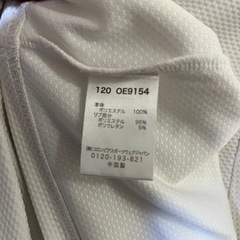 120 OE9154
本体
ポリエステル 100%
リブ部分
ポリエステル 95%
ポリウレタン 5%
(株)コロンビアスポーツウェアジャパン
0120-193-821
中国製